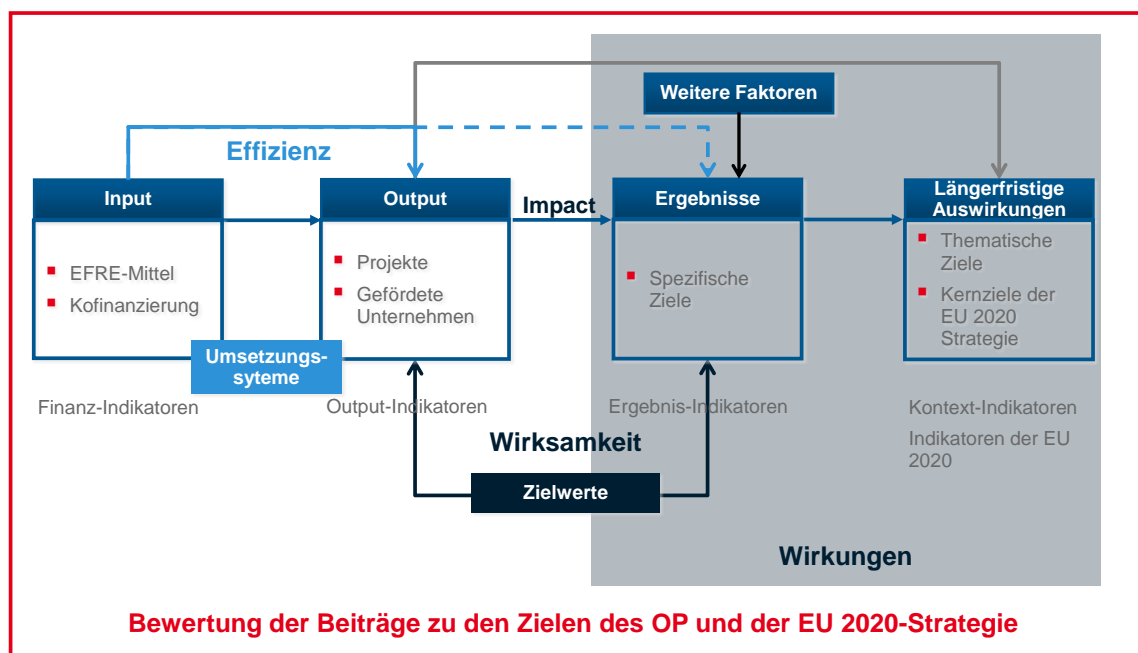 Weitere Faktoren
Effizienz
Input
Output
Impact
Ergebnisse
Längerfristige
Auswirkungen
EFRE-Mittel
Kofinanzierung
Projekte
Gefördete
Unternehmen
Spezifische
Ziele
Thematische
Ziele
Kernziele der
EU 2020
Strategie
Umsetzungs-
syteme
Finanz-Indikatoren
Output-Indikatoren
Ergebnis-Indikatoren
Kontext-Indikatoren
Indikatoren der EU
2020
Wirksamkeit
Zielwerte
Wirkungen
Bewertung der Beiträge zu den Zielen des OP und der EU 2020-Strategie